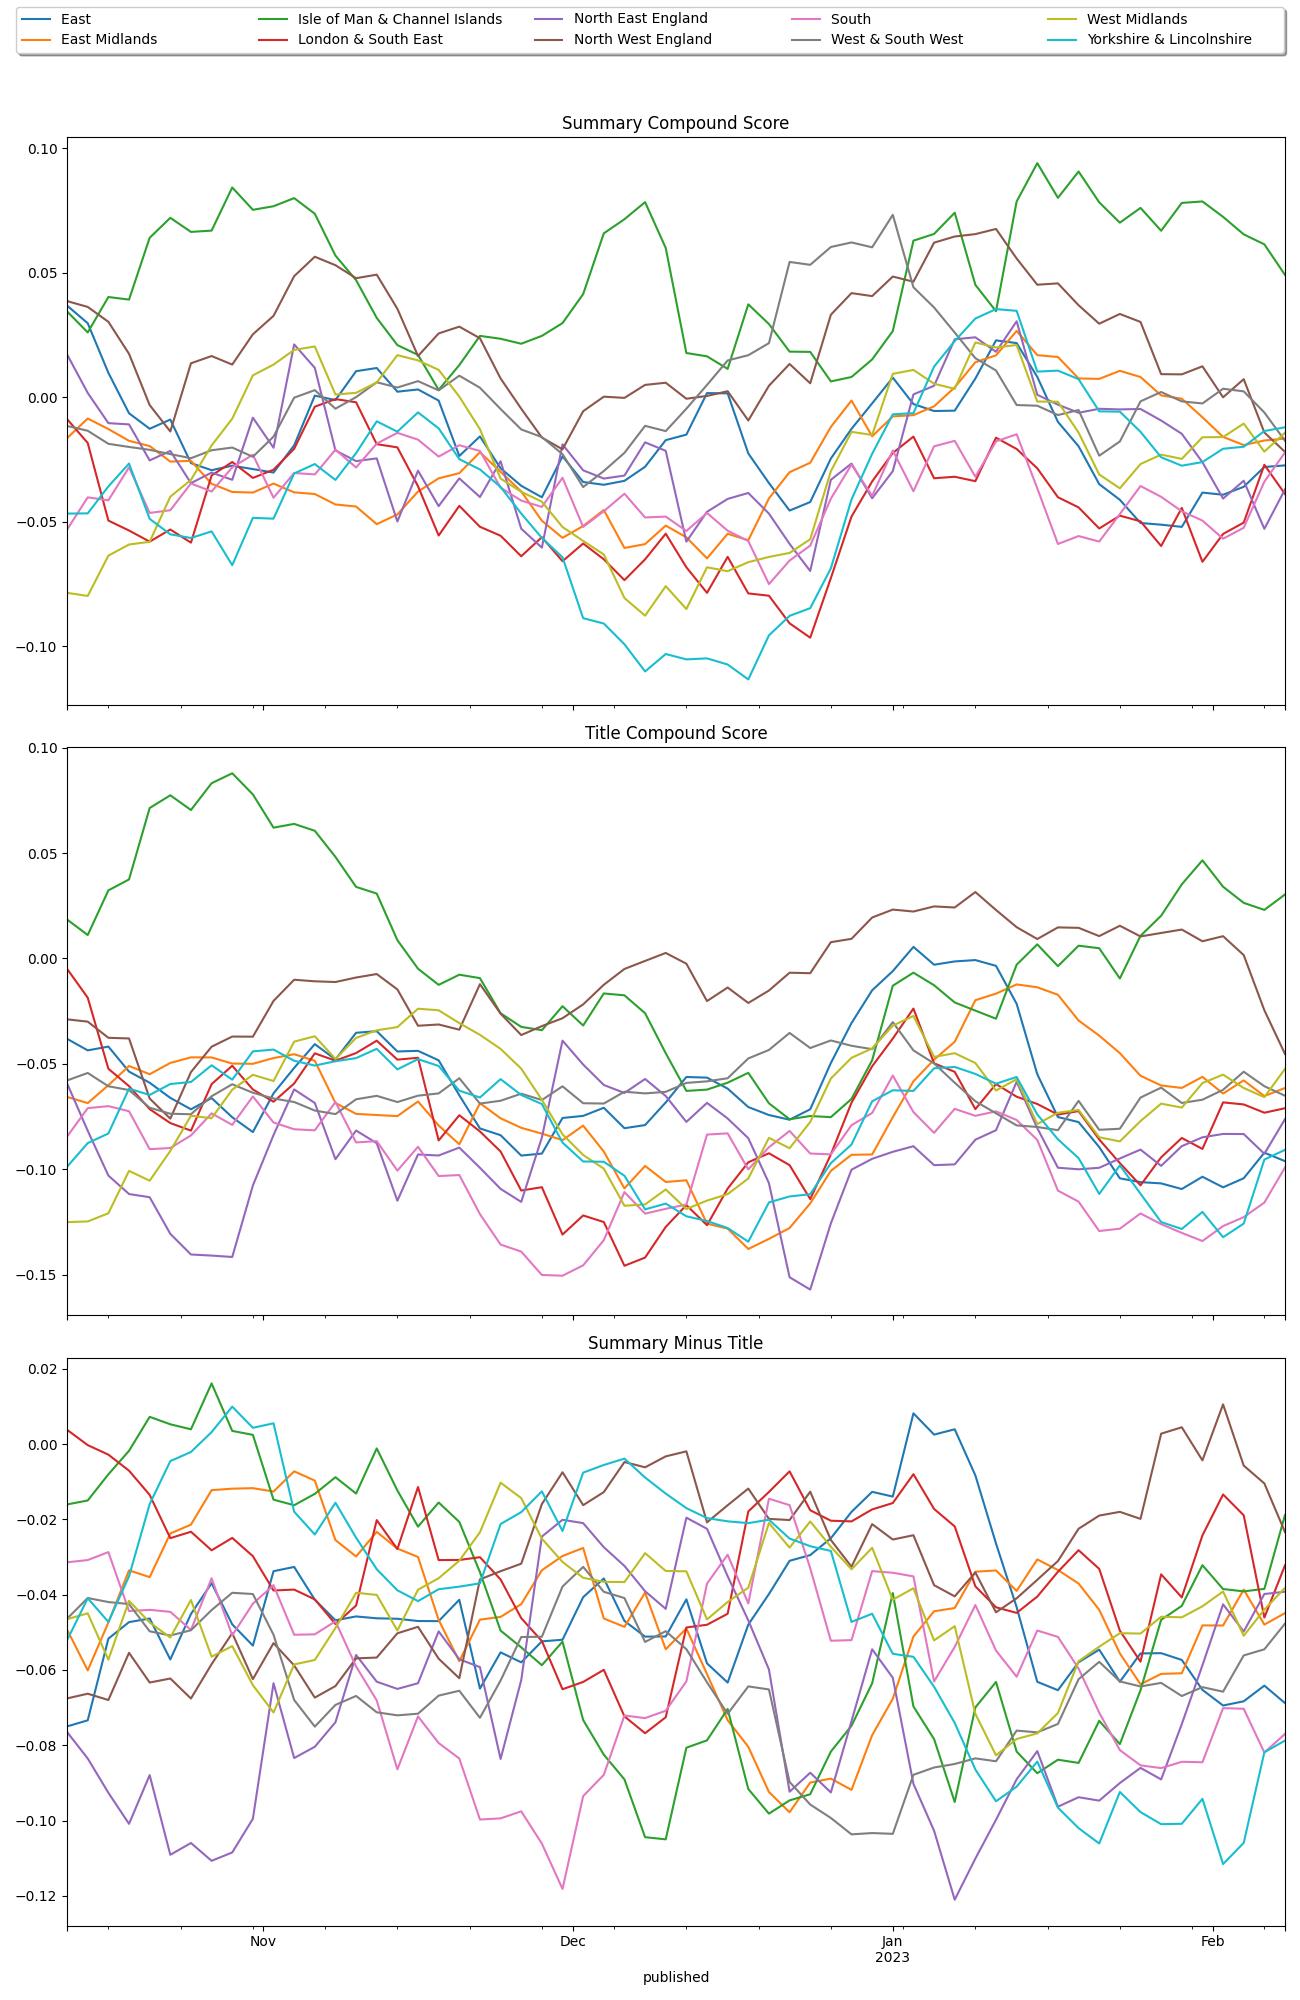 East
Isle of Man & Channel Islands
North East England
South
West Midlands
East Midlands
London & South East
North West England
West & South West
Yorkshire & Lincolnshire
Summary Compound Score
0.10
0.05
0.00
−0.05
−0.10
Title Compound Score
0.10
0.05
0.00
−0.05
−0.10
−0.15
Summary Minus Title
0.02
0.00
−0.02
−0.04
−0.06
−0.08
−0.10
−0.12
Nov
Dec
Jan
2023
Feb
published